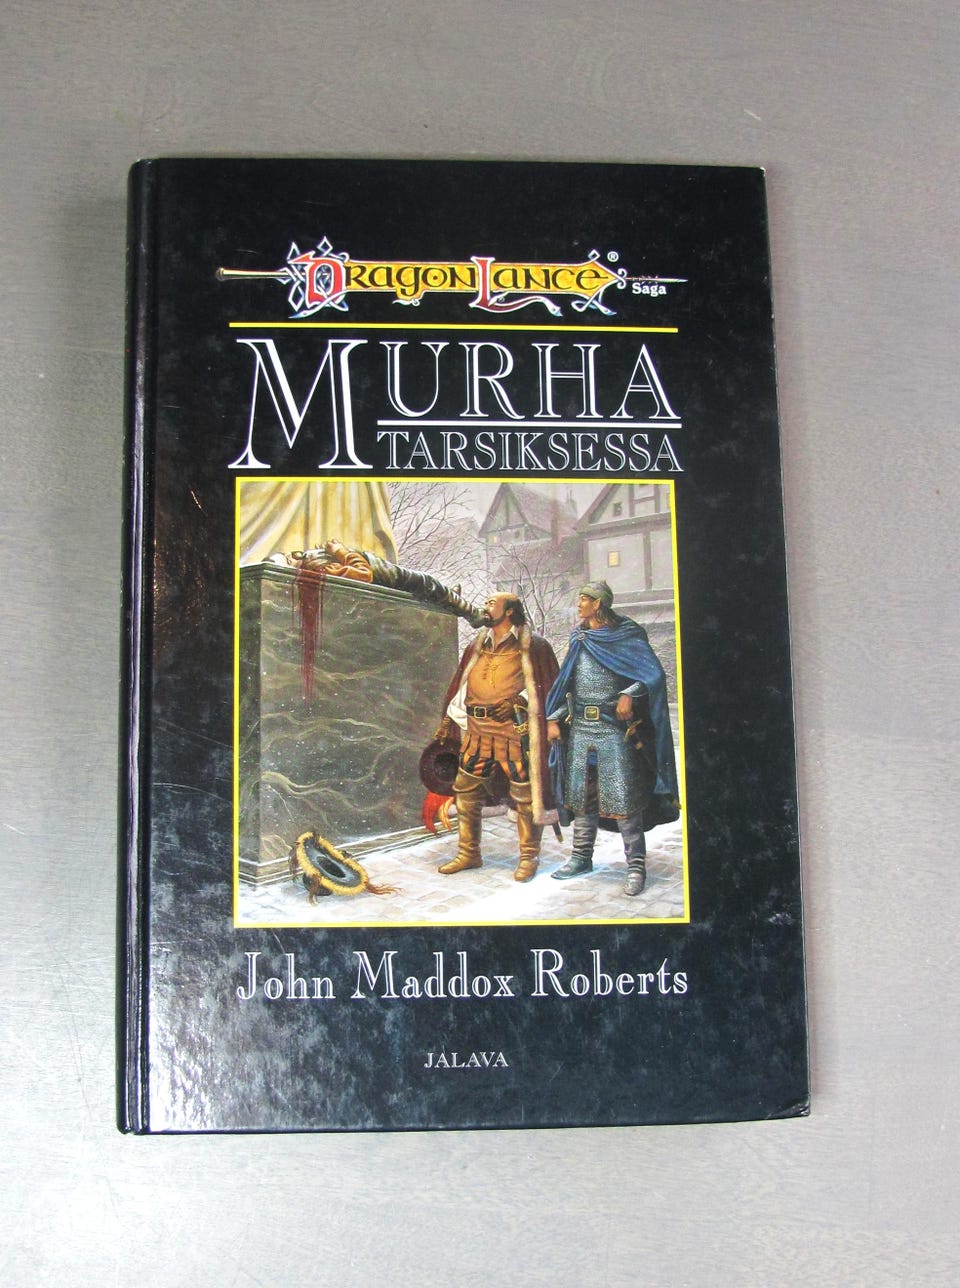 DRAGONLANCE®
Saga
MURHA
TARSIKSESSA
John Maddox Roberts
JALAVA